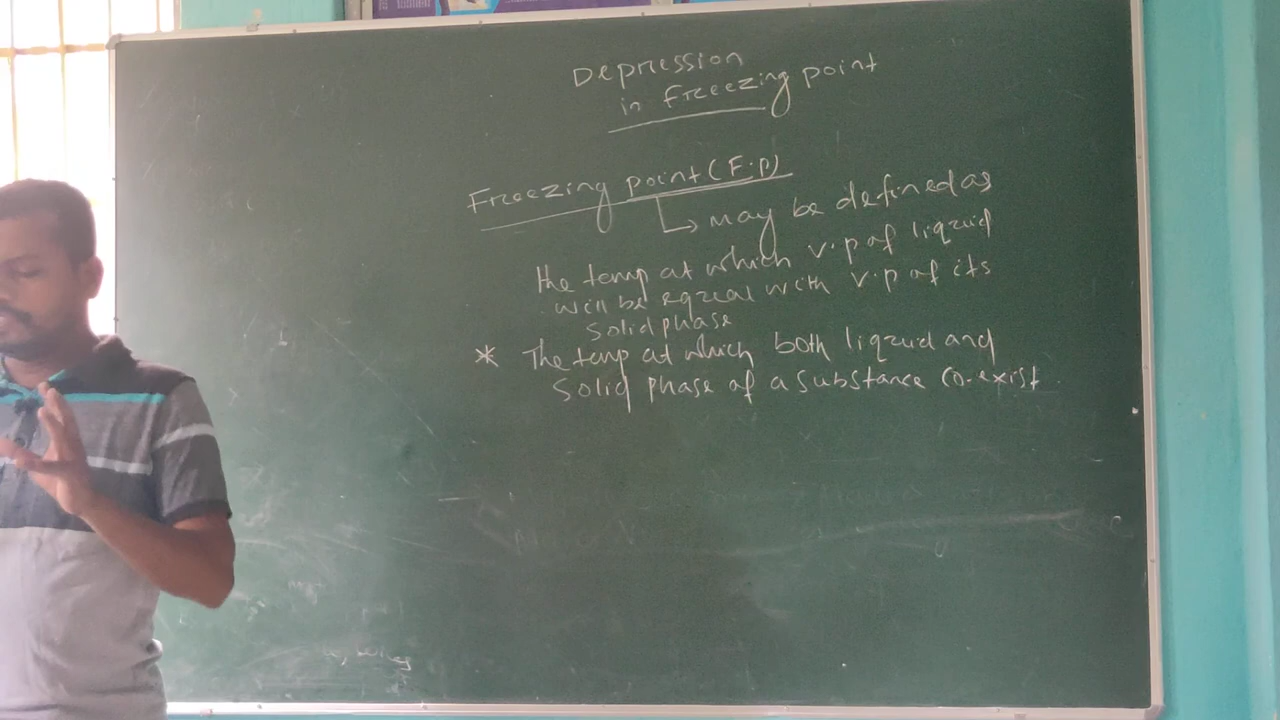 Depression
in Freezing point
Freezing point (F.p)
↳ may be defined as
the temp at which v.p of liquid
will be equal with v.p of its
solid phase
* The temp at which both liquid and
solid phase of a substance co-exist.